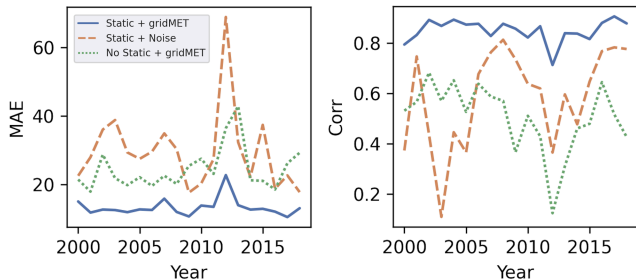 Static + gridMET
Static + Noise
No Static + gridMET
MAE
60
40
20
2000
2005
2010
2015
Year
Corr
0.8
0.6
0.4
0.2
2000
2005
2010
2015
Year